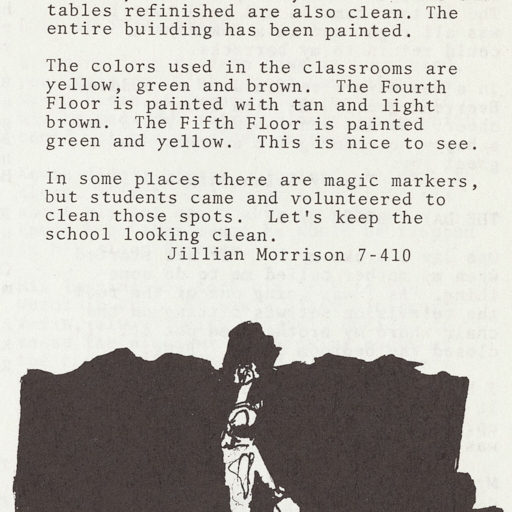 tables refinished are also clean. The
entire building has been painted.
The colors used in the classrooms are
yellow, green and brown. The Fourth
Floor is painted with tan and light
brown. The Fifth Floor is painted
green and yellow. This is nice to see.
In some places there are magic markers,
but students came and volunteered to
clean those spots. Let's keep the
school looking clean.
Jillian Morrison 7-410